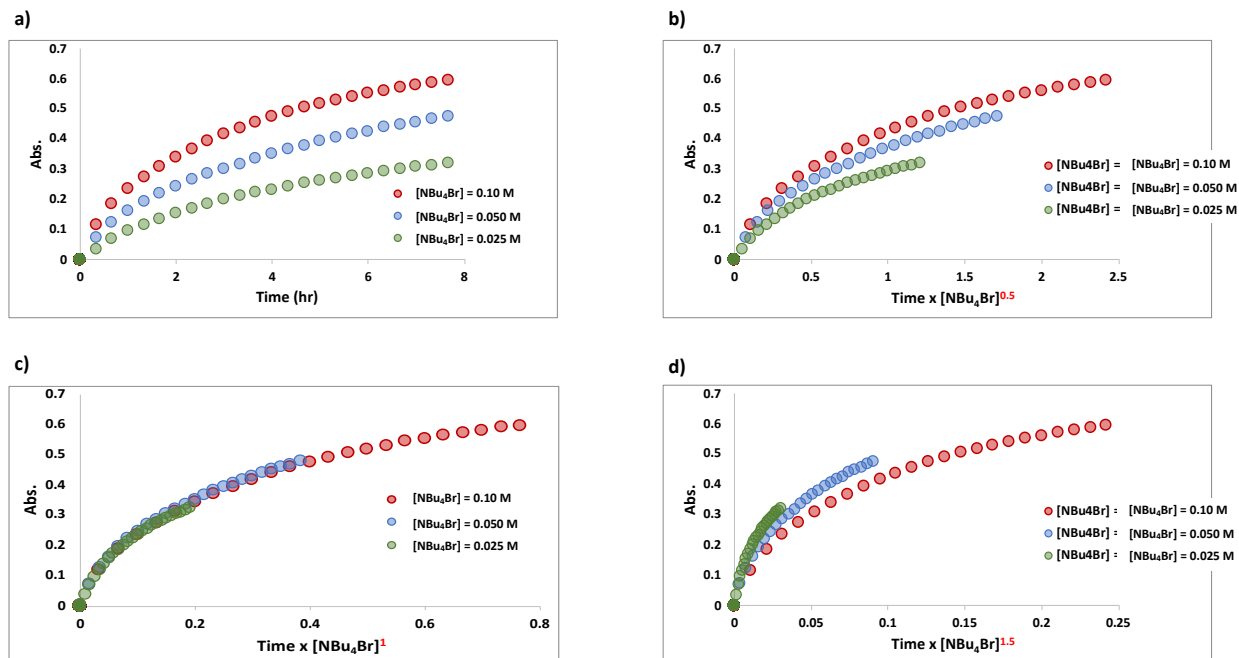 a)
0.7
0.6
0.5
0.4
0.3
0.2
0.1
0
Abs.
[NBu₄Br] = 0.10 M
[NBu₄Br] = 0.050 M
[NBu₄Br] = 0.025 M
0 2 4 6 8
Time (hr)
b)
0.7
0.6
0.5
0.4
0.3
0.2
0.1
0
Abs.
[NBu4Br] = [NBu₄Br] = 0.10 M
[NBu4Br] = [NBu₄Br] = 0.050 M
[NBu4Br] = [NBu₄Br] = 0.025 M
0 0.5 1 1.5 2 2.5
Time x [NBu₄Br]⁰·⁵
c)
0.7
0.6
0.5
0.4
0.3
0.2
0.1
0
Abs.
[NBu₄Br] = 0.10 M
[NBu₄Br] = 0.050 M
[NBu₄Br] = 0.025 M
0 0.2 0.4 0.6 0.8
Time x [NBu₄Br]¹
d)
0.7
0.6
0.5
0.4
0.3
0.2
0.1
0
Abs.
[NBu4Br] = [NBu₄Br] = 0.10 M
[NBu4Br] = [NBu₄Br] = 0.050 M
[NBu4Br] = [NBu₄Br] = 0.025 M
0 0.05 0.1 0.15 0.2 0.25
Time x [NBu₄Br]¹·⁵